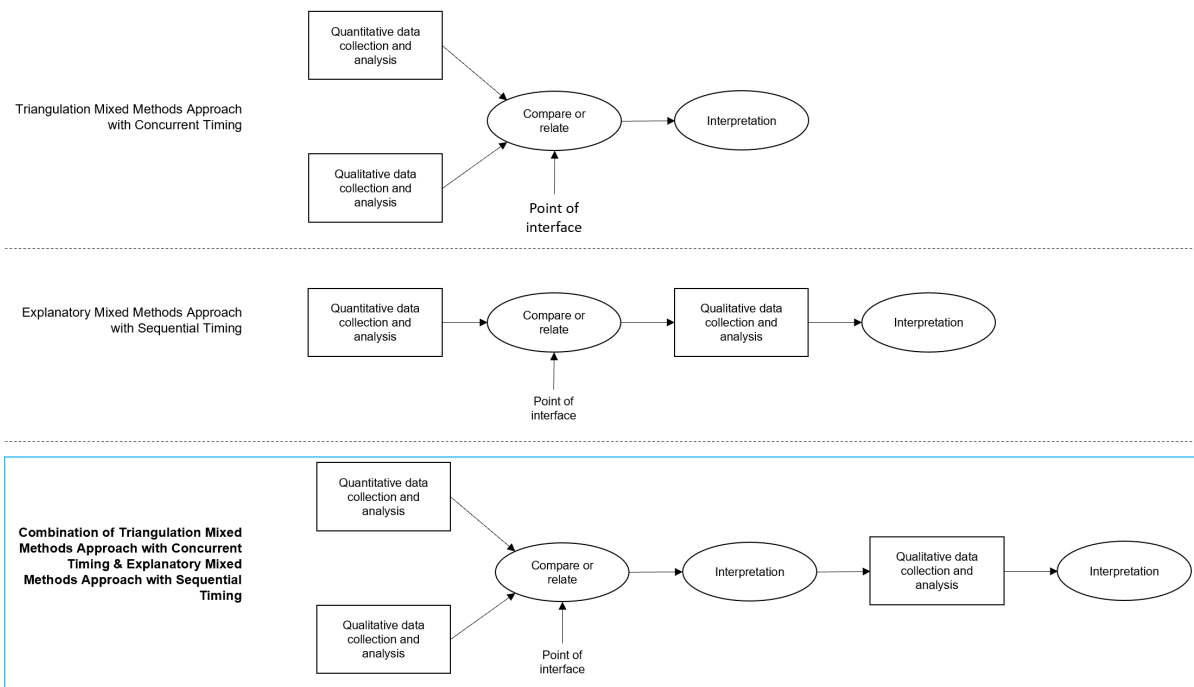 Quantitative data
collection and
analysis
Triangulation Mixed Methods Approach
with Concurrent Timing
Compare or
relate
Interpretation
Qualitative data
collection and
analysis
Point of
interface
Explanatory Mixed Methods Approach
with Sequential Timing
Quantitative data
collection and
analysis
Compare or
relate
Qualitative data
collection and
analysis
Interpretation
Point of
interface
Combination of Triangulation Mixed
Methods Approach with Concurrent
Timing & Explanatory Mixed
Methods Approach with Sequential
Timing
Quantitative data
collection and
analysis
Compare or
relate
Interpretation
Qualitative data
collection and
analysis
Interpretation
Qualitative data
collection and
analysis
Point of
interface